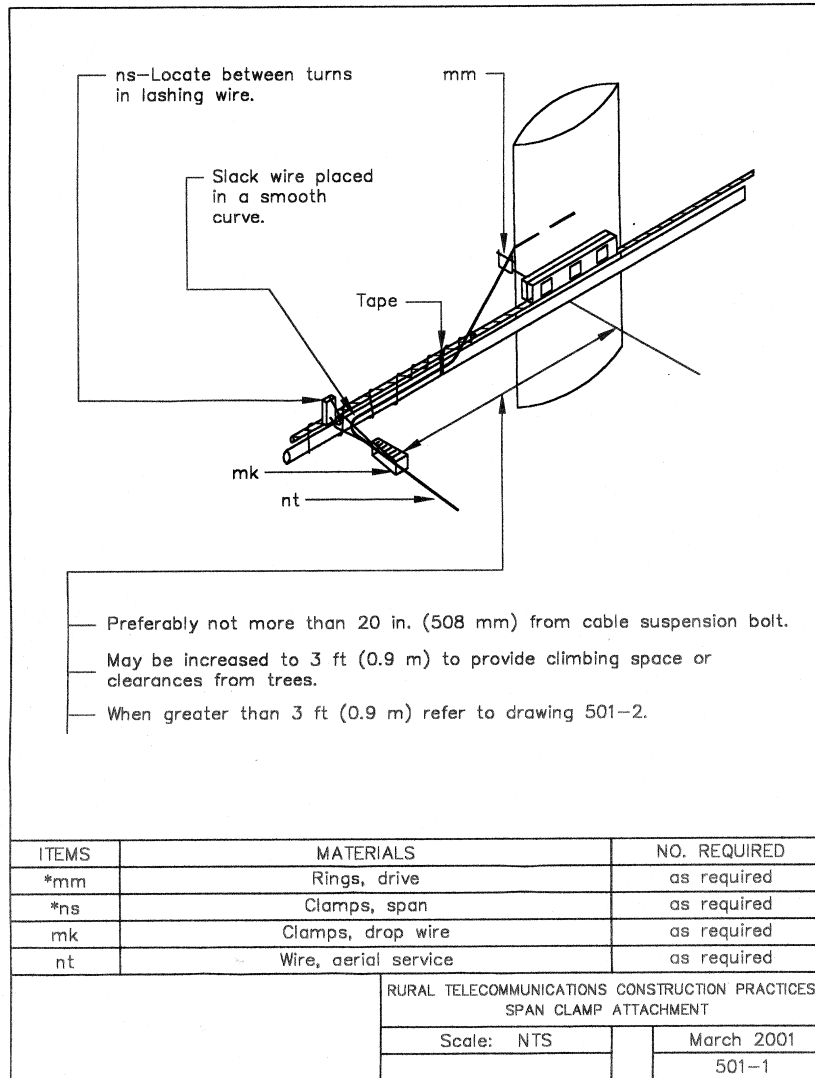 ns—Locate between turns
in lashing wire.
mm
Slack wire placed
in a smooth
curve.
Tape
mk
nt
Preferably not more than 20 in. (508 mm) from cable suspension bolt.
May be increased to 3 ft (0.9 m) to provide climbing space or
clearances from trees.
When greater than 3 ft (0.9 m) refer to drawing 501—2.
ITEMS MATERIALS NO. REQUIRED
*mm Rings, drive as required
*ns Clamps, span as required
mk Clamps, drop wire as required
nt Wire, aerial service as required
RURAL TELECOMMUNICATIONS CONSTRUCTION PRACTICES
SPAN CLAMP ATTACHMENT
Scale: NTS March 2001
501—1